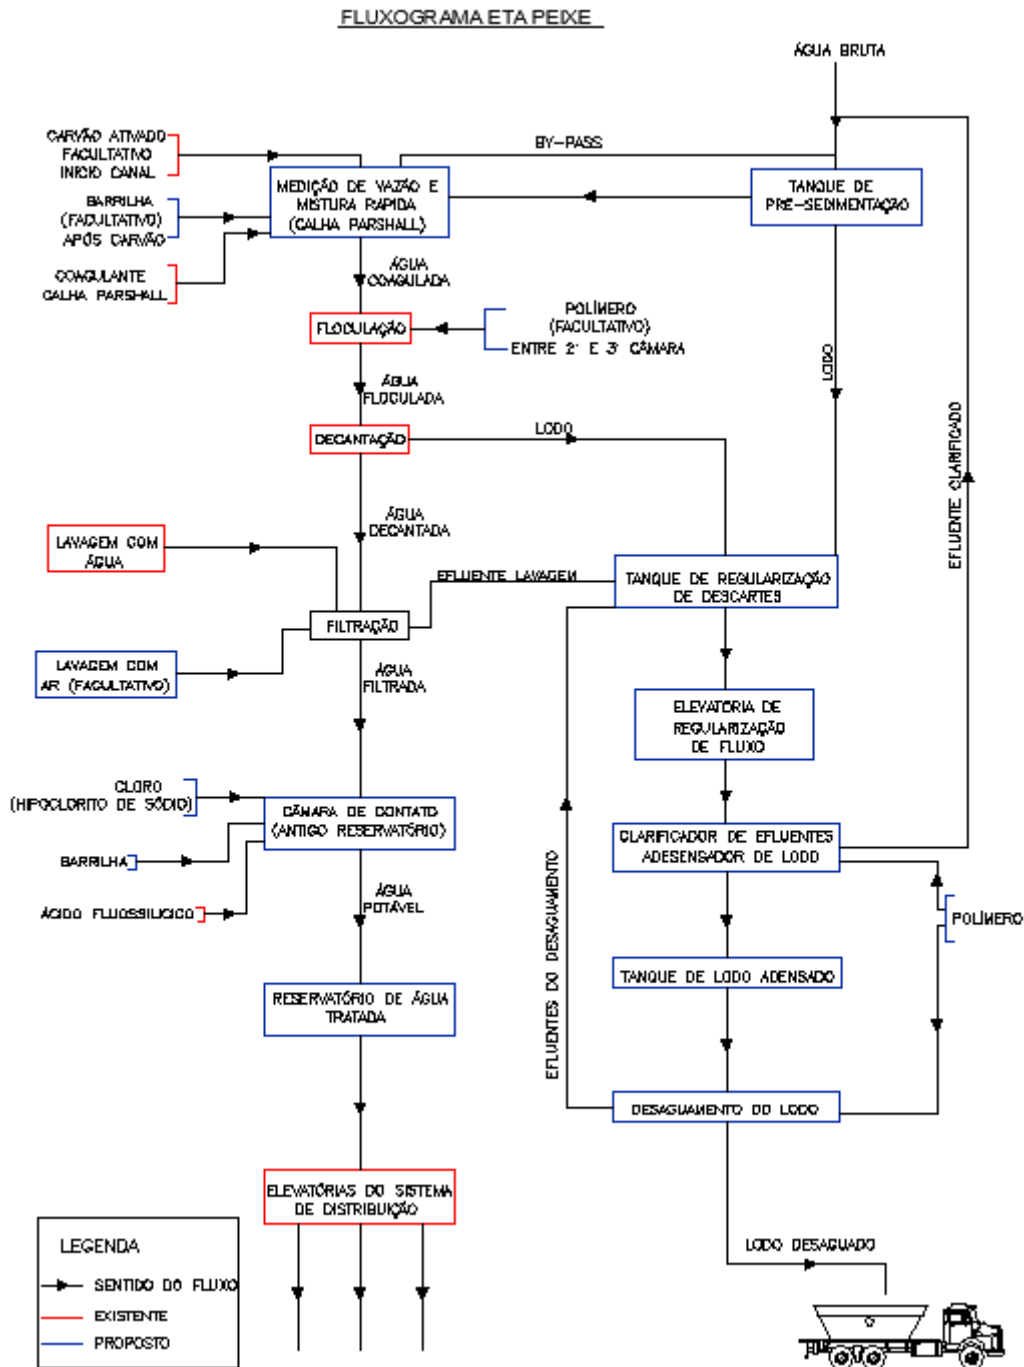 FLUXOGRAMA ETA PEIXE
ÁGUA BRUTA
CARVÃO ATIVADO
FACULTATIVO
INÍCIO CANAL
BY-PASS
MEDIÇÃO DE VAZÃO E
MISTURA RÁPIDA
(CALHA PARSHALL)
TANQUE DE
PRÉ-SEDIMENTAÇÃO
BARRILHA
(FACULTATIVO)
APÓS CARVÃO
COAGULANTE
CALHA PARSHALL
ÁGUA
COAGULADA
FLOCULAÇÃO
POLÍMERO
(FACULTATIVO)
ENTRE 2ª E 3ª CÂMARA
LODO
ÁGUA
FLOCULADA
DECANTAÇÃO
LODO
EFLUENTE CLARIFICADO
ÁGUA
DECANTADA
LAVAGEM COM
ÁGUA
EFLUENTE LAVAGEM
TANQUE DE REGULARIZAÇÃO
DE DESCARTES
FILTRAÇÃO
LAVAGEM COM
AR (FACULTATIVO)
ÁGUA
FILTRADA
ELEVATÓRIA DE
REGULARIZAÇÃO
DE FLUXO
CLORO
(HIPOCLORITO DE SÓDIO)
CÂMARA DE CONTATO
(ANTIGO RESERVATÓRIO)
CLARIFICADOR DE EFLUENTES
ADESENSADOR DE LODO
BARRILHA
ÁCIDO FLUOSSILICICO
ÁGUA
POTÁVEL
POLÍMERO
EFLUENTES DO DESAGUAMENTO
TANQUE DE LODO ADENSADO
RESERVATÓRIO DE ÁGUA
TRATADA
DESAGUAMENTO DO LODO
ELEVATÓRIAS DO SISTEMA
DE DISTRIBUIÇÃO
LODO DESAGUADO
LEGENDA
SENTIDO DO FLUXO
EXISTENTE
PROPOSTO